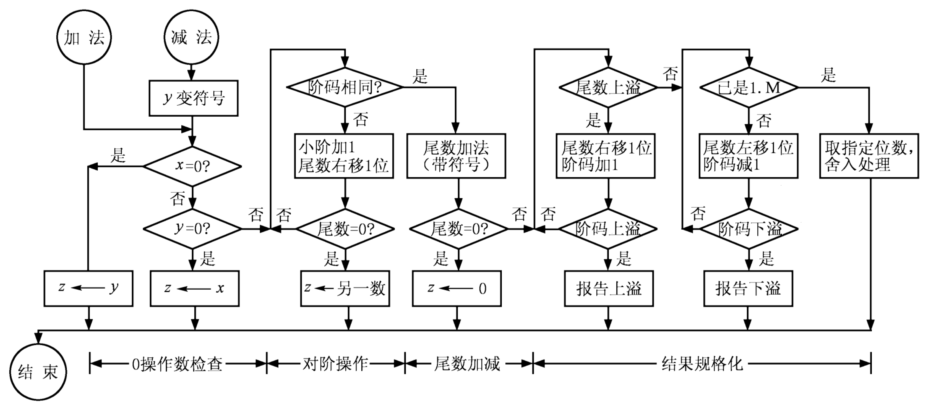 加 法
减 法
y 变符号
x=0?
是
否
y=0?
否
是
z ← y
z ← x
阶码相同?
是
否
小阶加1
尾数右移1位
否
尾数=0?
是
z ← 另一数
尾数加法
(带符号)
尾数=0?
否
是
z ← 0
尾数上溢
否
是
尾数右移1位
阶码加1
否
阶码上溢
是
报告上溢
已是1. M
是
否
尾数左移1位
阶码减1
否
阶码下溢
是
报告下溢
取指定位数,
舍入处理
结 束
0操作数检查
对阶操作
尾数加减
结果规格化